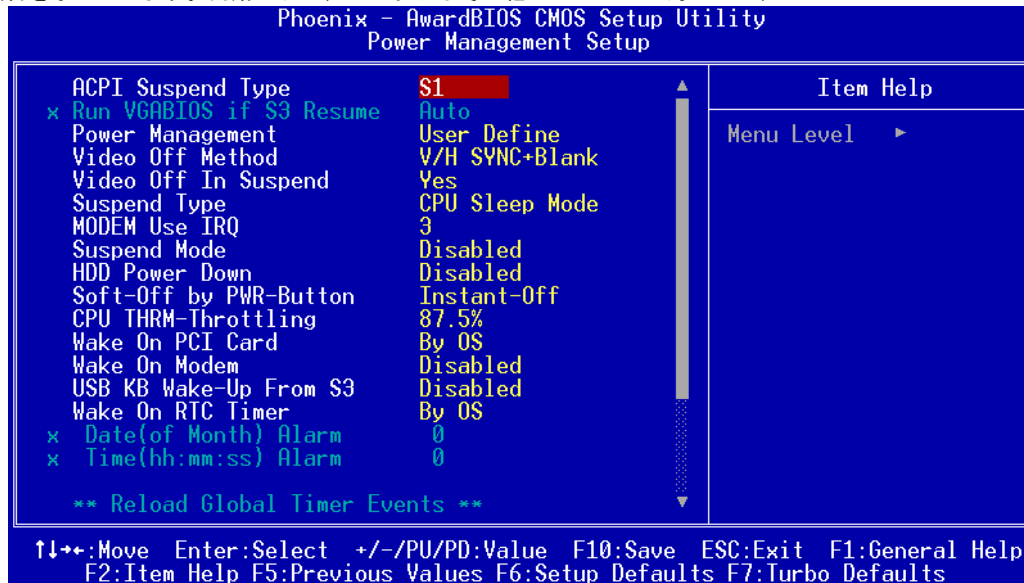 Phoenix - AwardBIOS CMOS Setup Utility
Power Management Setup
ACPI Suspend Type S1
x Run VGABIOS if S3 Resume Auto
Power Management User Define
Video Off Method V/H SYNC+Blank
Video Off In Suspend Yes
Suspend Type CPU Sleep Mode
MODEM Use IRQ 3
Suspend Mode Disabled
HDD Power Down Disabled
Soft-Off by PWR-Button Instant-Off
CPU THRM-Throttling 87.5%
Wake On PCI Card By OS
Wake On Modem Disabled
USB KB Wake-Up From S3 Disabled
Wake On RTC Timer By OS
x Date(of Month) Alarm 0
x Time(hh:mm:ss) Alarm 0
** Reload Global Timer Events **
Item Help
Menu Level ►
↑↓→←:Move Enter:Select +/-/PU/PD:Value F10:Save ESC:Exit F1:General Help
F2:Item Help F5:Previous Values F6:Setup Defaults F7:Turbo Defaults